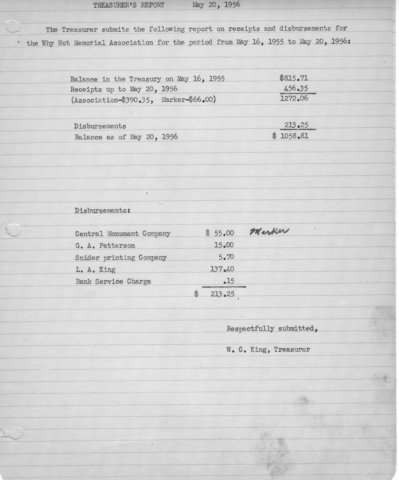 TREASURER'S REPORT May 20, 1956
The Treasurer submits the following report on receipts and disbursements for
the Why Not Memorial Association for the period from May 16, 1955 to May 20, 1956:
Balance in the Treasury on May 16, 1955 $815.71
Receipts up to May 20, 1956 456.35
(Association-$390.35, Marker-$66.00) 1272.06
Disbursements 213.25
Balance as of May 20, 1956 $ 1058.81
Disbursements:
Central Monument Company $ 55.00 Marker
G. A. Patterson 15.00
Snider printing Company 5.70
L. A. King 137.40
Bank Service Charge .15
$ 213.25
Respectfully submitted,
W. C. King, Treasurer